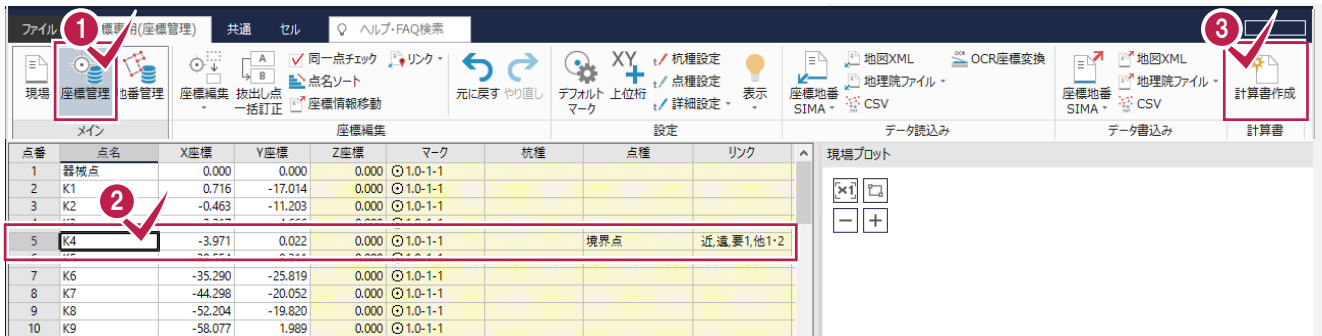 ファイル 標専用(座標管理) 共通 セル ヘルプ・FAQ検索
1
3
現場 座標管理 地番管理
メイン
座標編集 抜出し点一括訂正 同一点チェック リンク
点名ソート
座標情報移動
元に戻す やり直し
座標編集
デフォルトマーク 上位桁 杭種設定
点種設定
詳細設定
表示
設定
座標地番 SIMA 地図XML OCR座標変換
地理院ファイル
CSV
データ読込み
座標地番 SIMA 地図XML
地理院ファイル
CSV
データ書込み
計算書作成
計算書
点番 点名 X座標 Y座標 Z座標 マーク 杭種 点種 リンク
現場プロット
1 器械点 0.000 0.000 0.000 1.0-1-1
2 K1 0.716 -17.014 0.000 1.0-1-1
3 K2 -0.463 -11.203 0.000 1.0-1-1
2
5 K4 -3.971 0.022 0.000 1.0-1-1 境界点 近,遠,要1,他1・2
7 K6 -35.290 -25.819 0.000 1.0-1-1
8 K7 -44.298 -20.052 0.000 1.0-1-1
9 K8 -52.204 -19.820 0.000 1.0-1-1
10 K9 -58.077 1.989 0.000 1.0-1-1